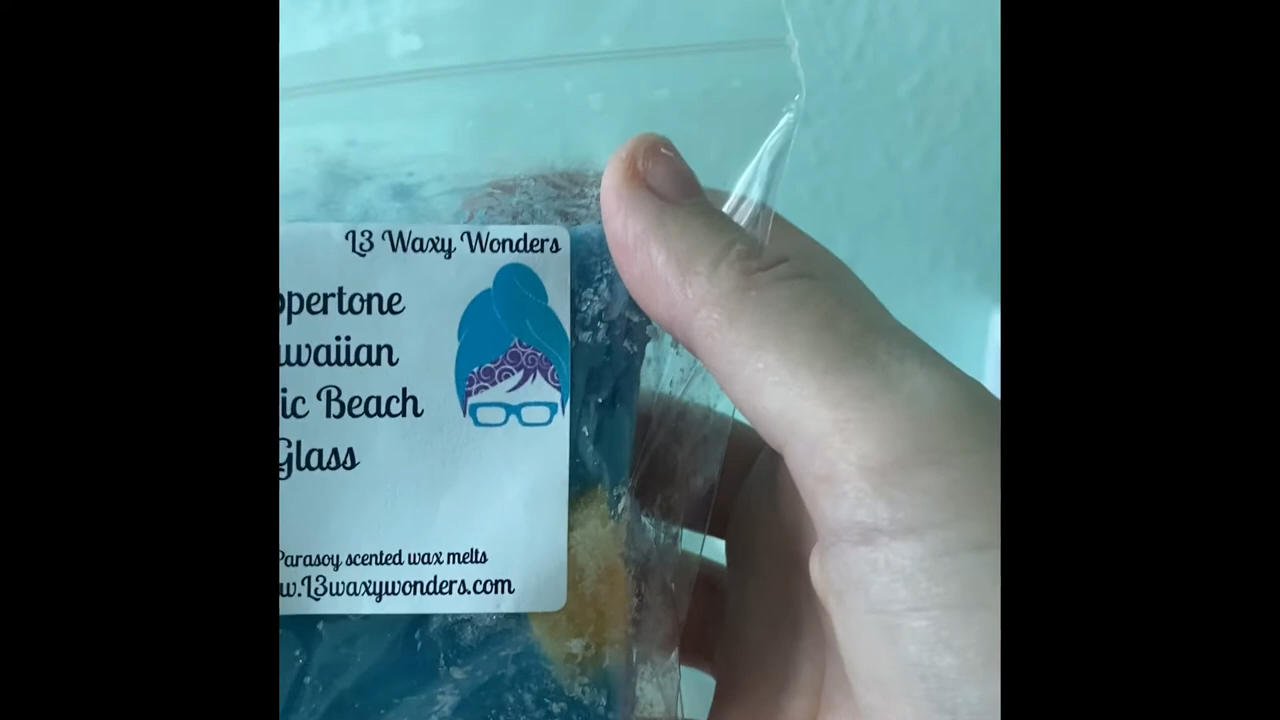 L3 Waxy Wonders
pertone
waiian
ic Beach
Glass
Parasoy scented wax melts
w.L3waxywonders.com